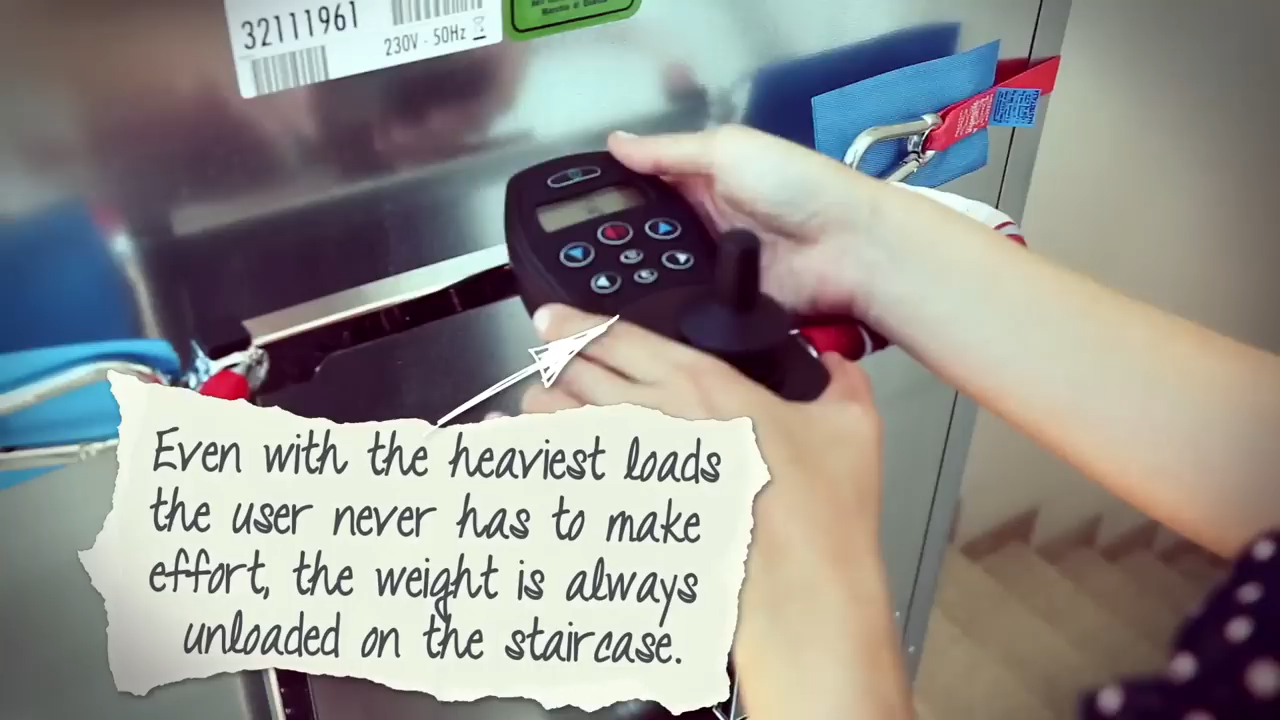 32111961
230V - 50Hz
Even with the heaviest loads
the user never has to make
effort, the weight is always
unloaded on the staircase.